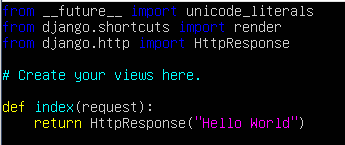 from __future__ import unicode_literals
from django.shortcuts import render
from django.http import HttpResponse
# Create your views here.
def index(request):
    return HttpResponse("Hello World")